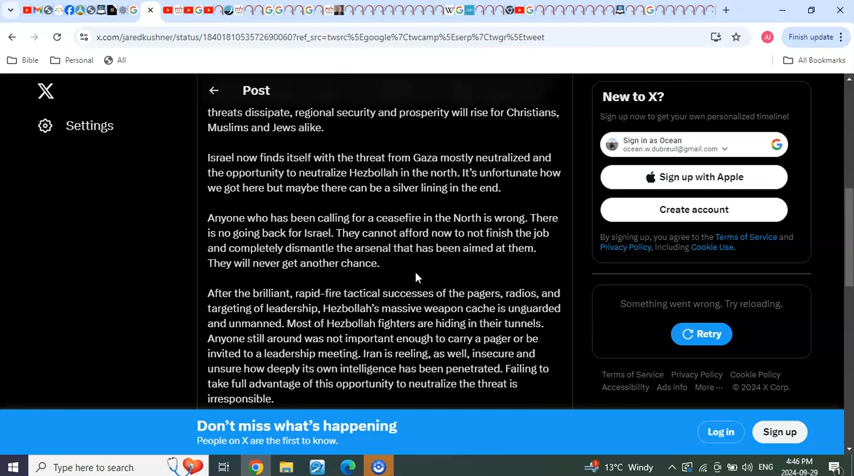 Finish update
x.com/jaredkushner/status/1840181053572690060?ref_src=twsrc%5Egoogle%7Ctwcamp%5Eserp%7Ctwgr%5Etweet
AI
Bible
Personal
All
All Bookmarks
Post
Settings
threats dissipate, regional security and prosperity will rise for Christians,
Muslims and Jews alike.
Israel now finds itself with the threat from Gaza mostly neutralized and
the opportunity to neutralize Hezbollah in the north. It's unfortunate how
we got here but maybe there can be a silver lining in the end.
Anyone who has been calling for a ceasefire in the North is wrong. There
is no going back for Israel. They cannot afford now to not finish the job
and completely dismantle the arsenal that has been aimed at them.
They will never get another chance.
After the brilliant, rapid-fire tactical successes of the pagers, radios, and
targeting of leadership, Hezbollah's massive weapon cache is unguarded
and unmanned. Most of Hezbollah fighters are hiding in their tunnels.
Anyone still around was not important enough to carry a pager or be
invited to a leadership meeting. Iran is reeling, as well, insecure and
unsure how deeply its own intelligence has been penetrated. Failing to
take full advantage of this opportunity to neutralize the threat is
irresponsible.
New to X?
Sign up now to get your own personalized timeline!
Sign in as Ocean
ocean.w.dubreuil@gmail.com
Sign up with Apple
Create account
By signing up, you agree to the Terms of Service and
Privacy Policy, including Cookie Use.
Something went wrong. Try reloading.
Retry
Terms of Service Privacy Policy Cookie Policy
Accessibility Ads info More ··· © 2024 X Corp.
Don't miss what's happening
People on X are the first to know.
Log in
Sign up
Type here to search
13°C Windy
ENG
4:46 PM
2024-09-29